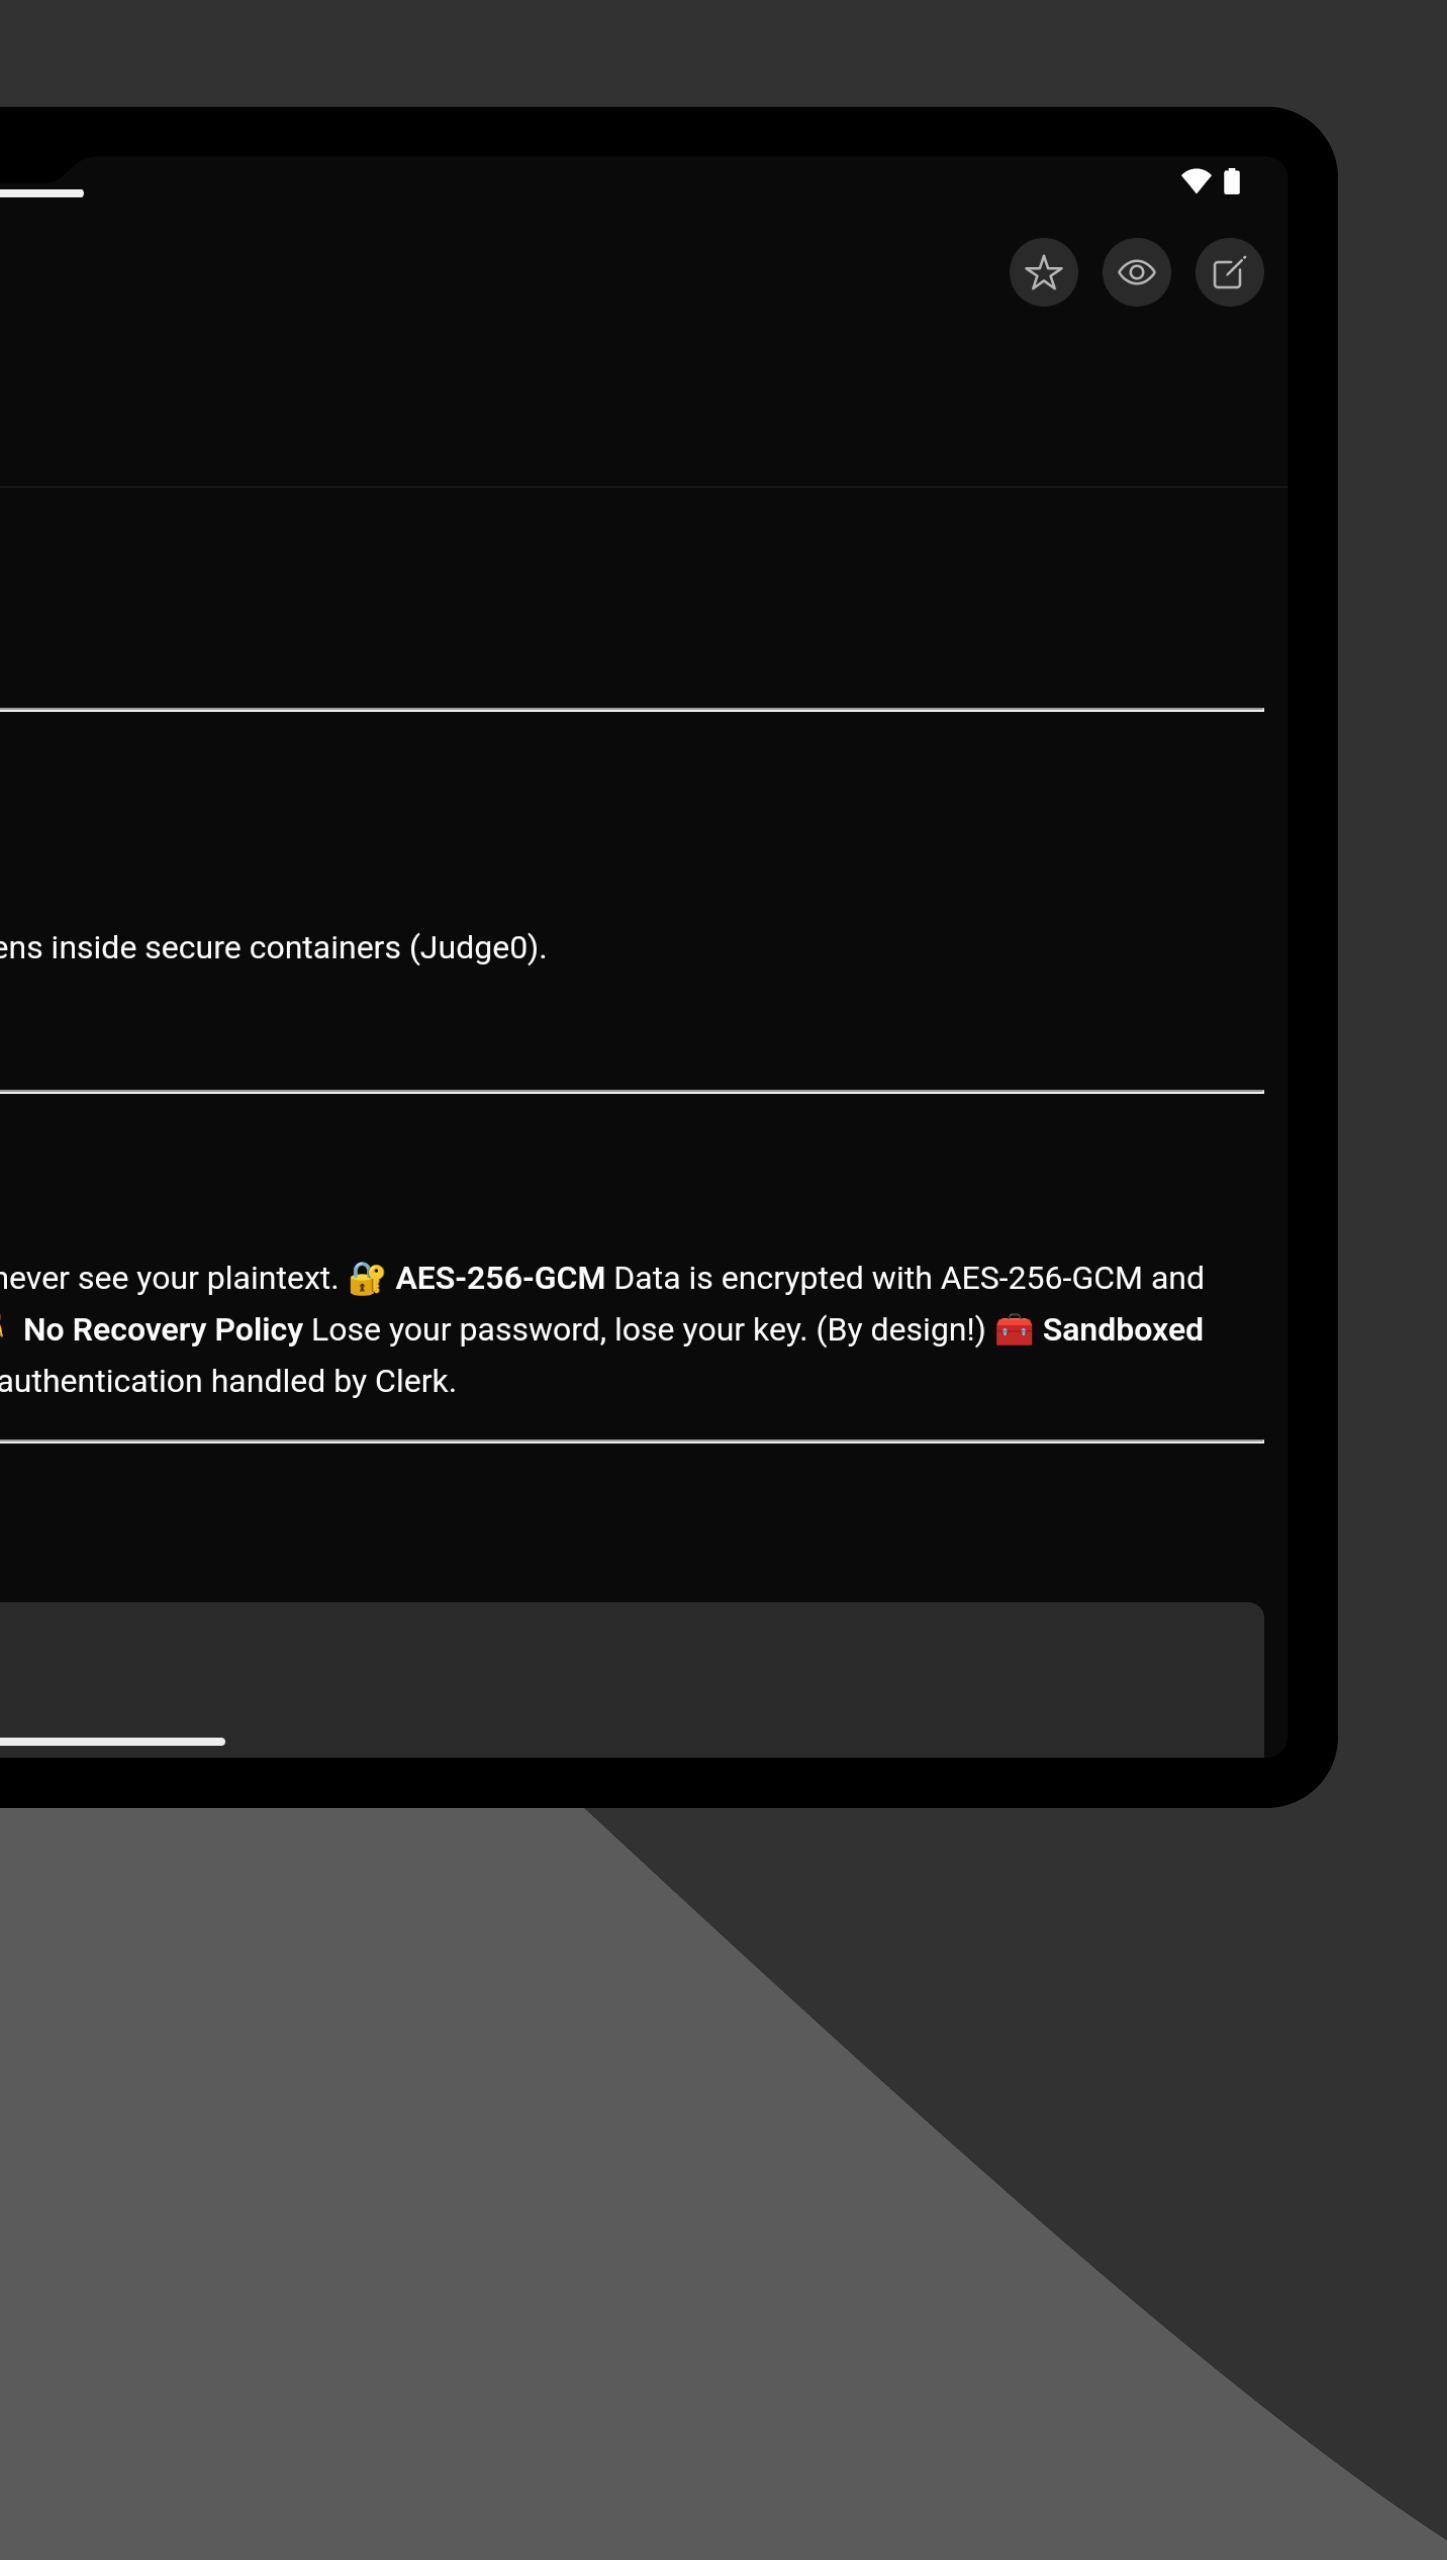 inside secure containers (Judge0).
never see your plaintext. 🔐 AES-256-GCM Data is encrypted with AES-256-GCM and
No Recovery Policy Lose your password, lose your key. (By design!) 🧰 Sandboxed
authentication handled by Clerk.